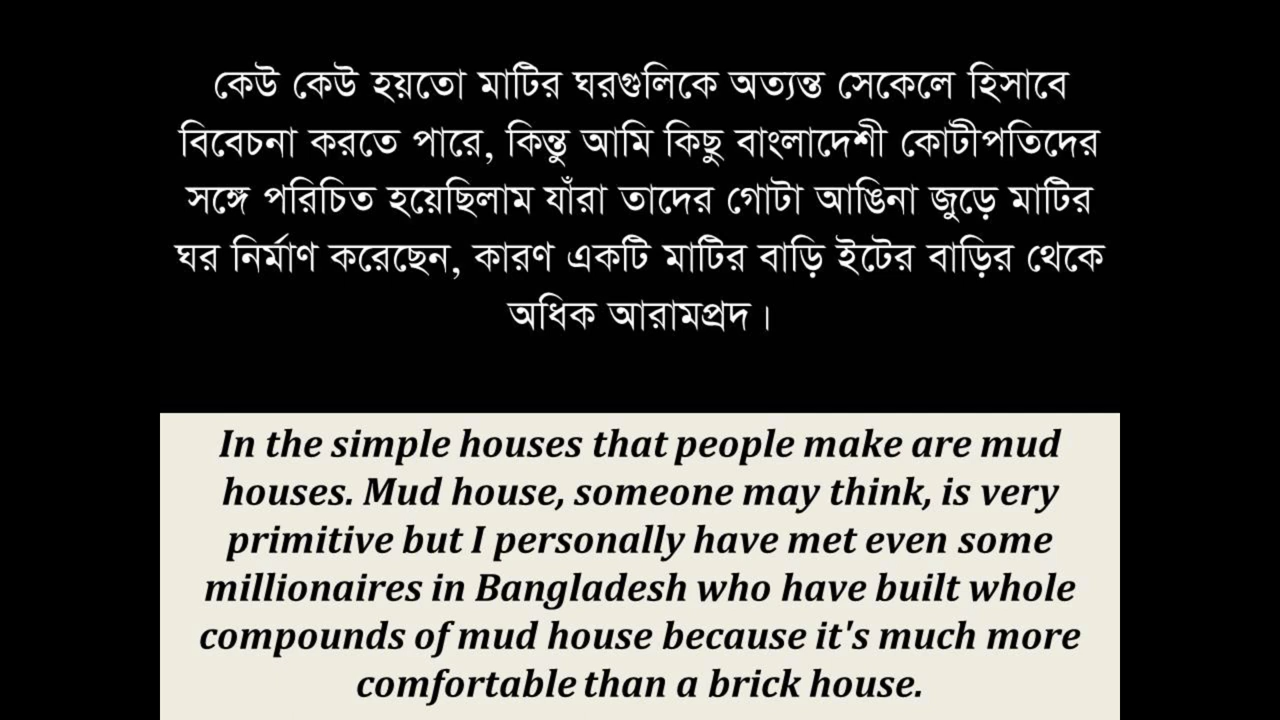 কেউ কেউ হয়তো মাটির ঘরগুলিকে অত্যন্ত সেকেলে হিসাবে
বিবেচনা করতে পারে, কিন্তু আমি কিছু বাংলাদেশী কোটীপতিদের
সঙ্গে পরিচিত হয়েছিলাম যাঁরা তাদের গোটা আঙিনা জুড়ে মাটির
ঘর নির্মাণ করেছেন, কারণ একটি মাটির বাড়ি ইটের বাড়ির থেকে
অধিক আরামপ্রদ।
In the simple houses that people make are mud
houses. Mud house, someone may think, is very
primitive but I personally have met even some
millionaires in Bangladesh who have built whole
compounds of mud house because it's much more
comfortable than a brick house.